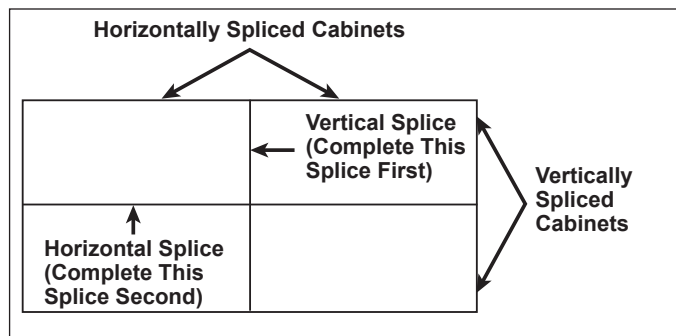 Horizontally Spliced Cabinets
Vertical Splice
(Complete This
Splice First)
Vertically
Spliced
Cabinets
Horizontal Splice
(Complete This
Splice Second)